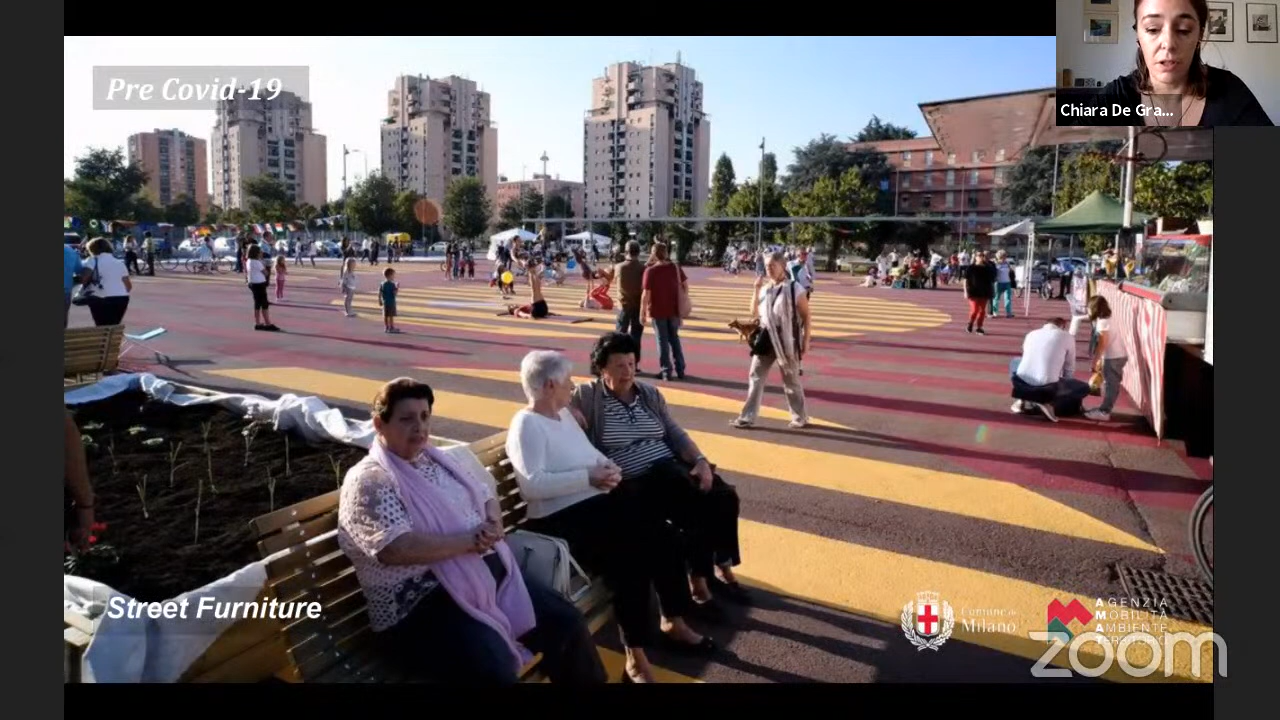 Pre Covid-19
Chiara De Gra...
Street Furniture
Comune di
Milano
AGENZIA
MOBILITÀ
AMBIENTE
TERRITORIO
zoom